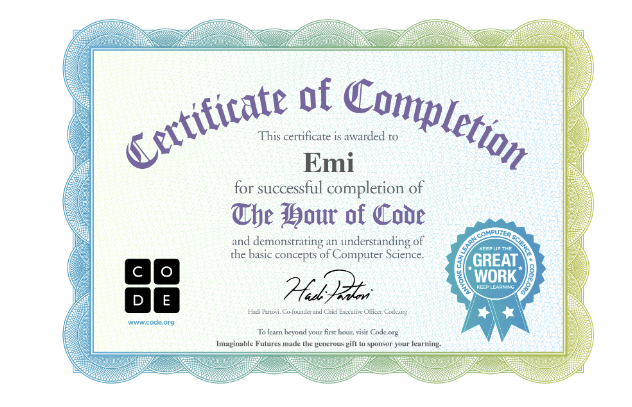 Certificate of Completion
This certificate is awarded to
Emi
for successful completion of
The Hour of Code
and demonstrating an understanding of
the basic concepts of Computer Science.
Hadi Partovi
Hadi Partovi, Co-founder and Chief Executive Officer Code.org
C O
D E
www.code.org
ANYONE CAN LEARN COMPUTER SCIENCE
CODE.ORG
KEEP UP THE
GREAT
WORK
KEEP LEARNING
To learn beyond your first hour, visit Code.org
Imaginable Futures made the generous gift to sponsor your learning.